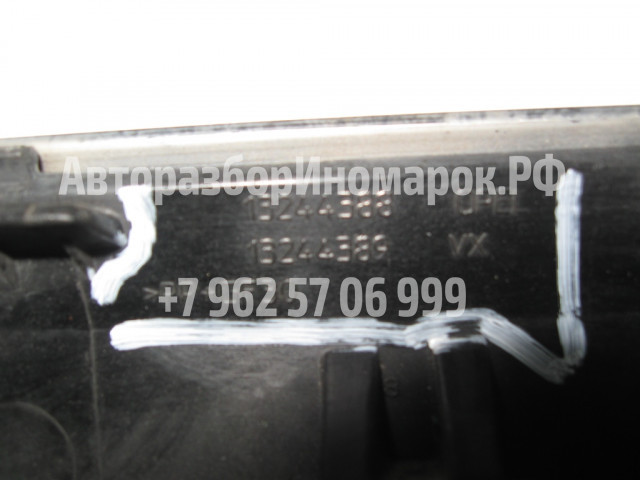 АвторазборИномарок.РФ
13244388 OPEL
13244389 VX
+7 962 57 06 999